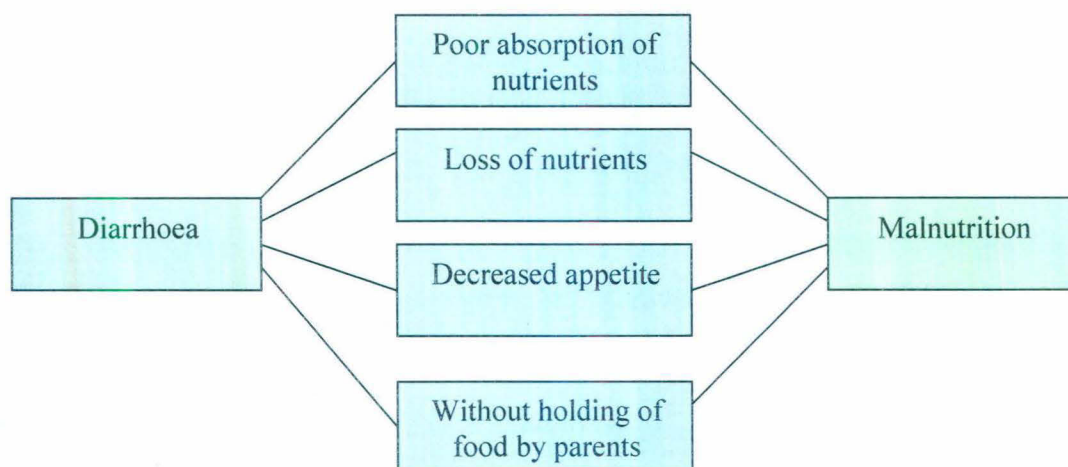 Poor absorption of
nutrients
Loss of nutrients
Diarrhoea
Malnutrition
Decreased appetite
Without holding of
food by parents